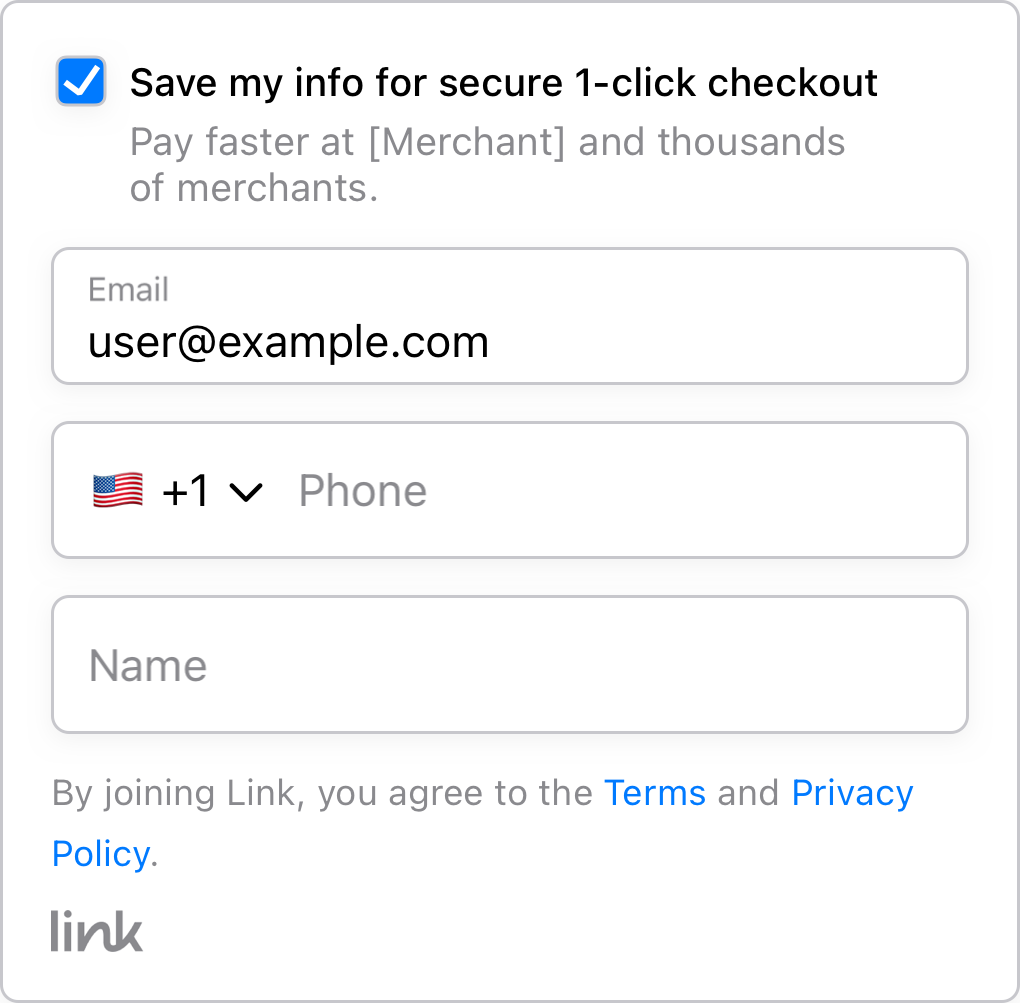 Save my info for secure 1-click checkout
Pay faster at [Merchant] and thousands
of merchants.
Email
user@example.com
+1 Phone
Name
By joining Link, you agree to the Terms and Privacy
Policy.
link